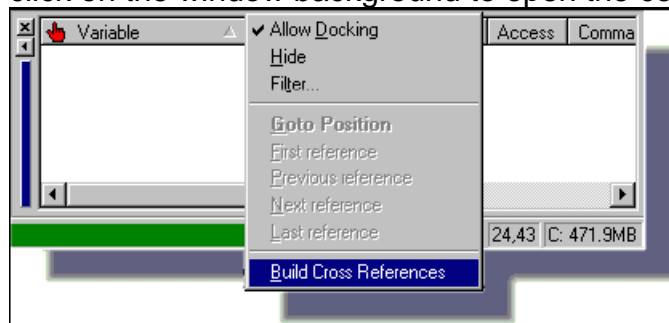 click on the window background to open the co
Variable
Access Comma
Allow Docking
Hide
Filter...
Goto Position
First reference
Previous reference
Next reference
Last reference
Build Cross References
24,43 C: 471.9MB